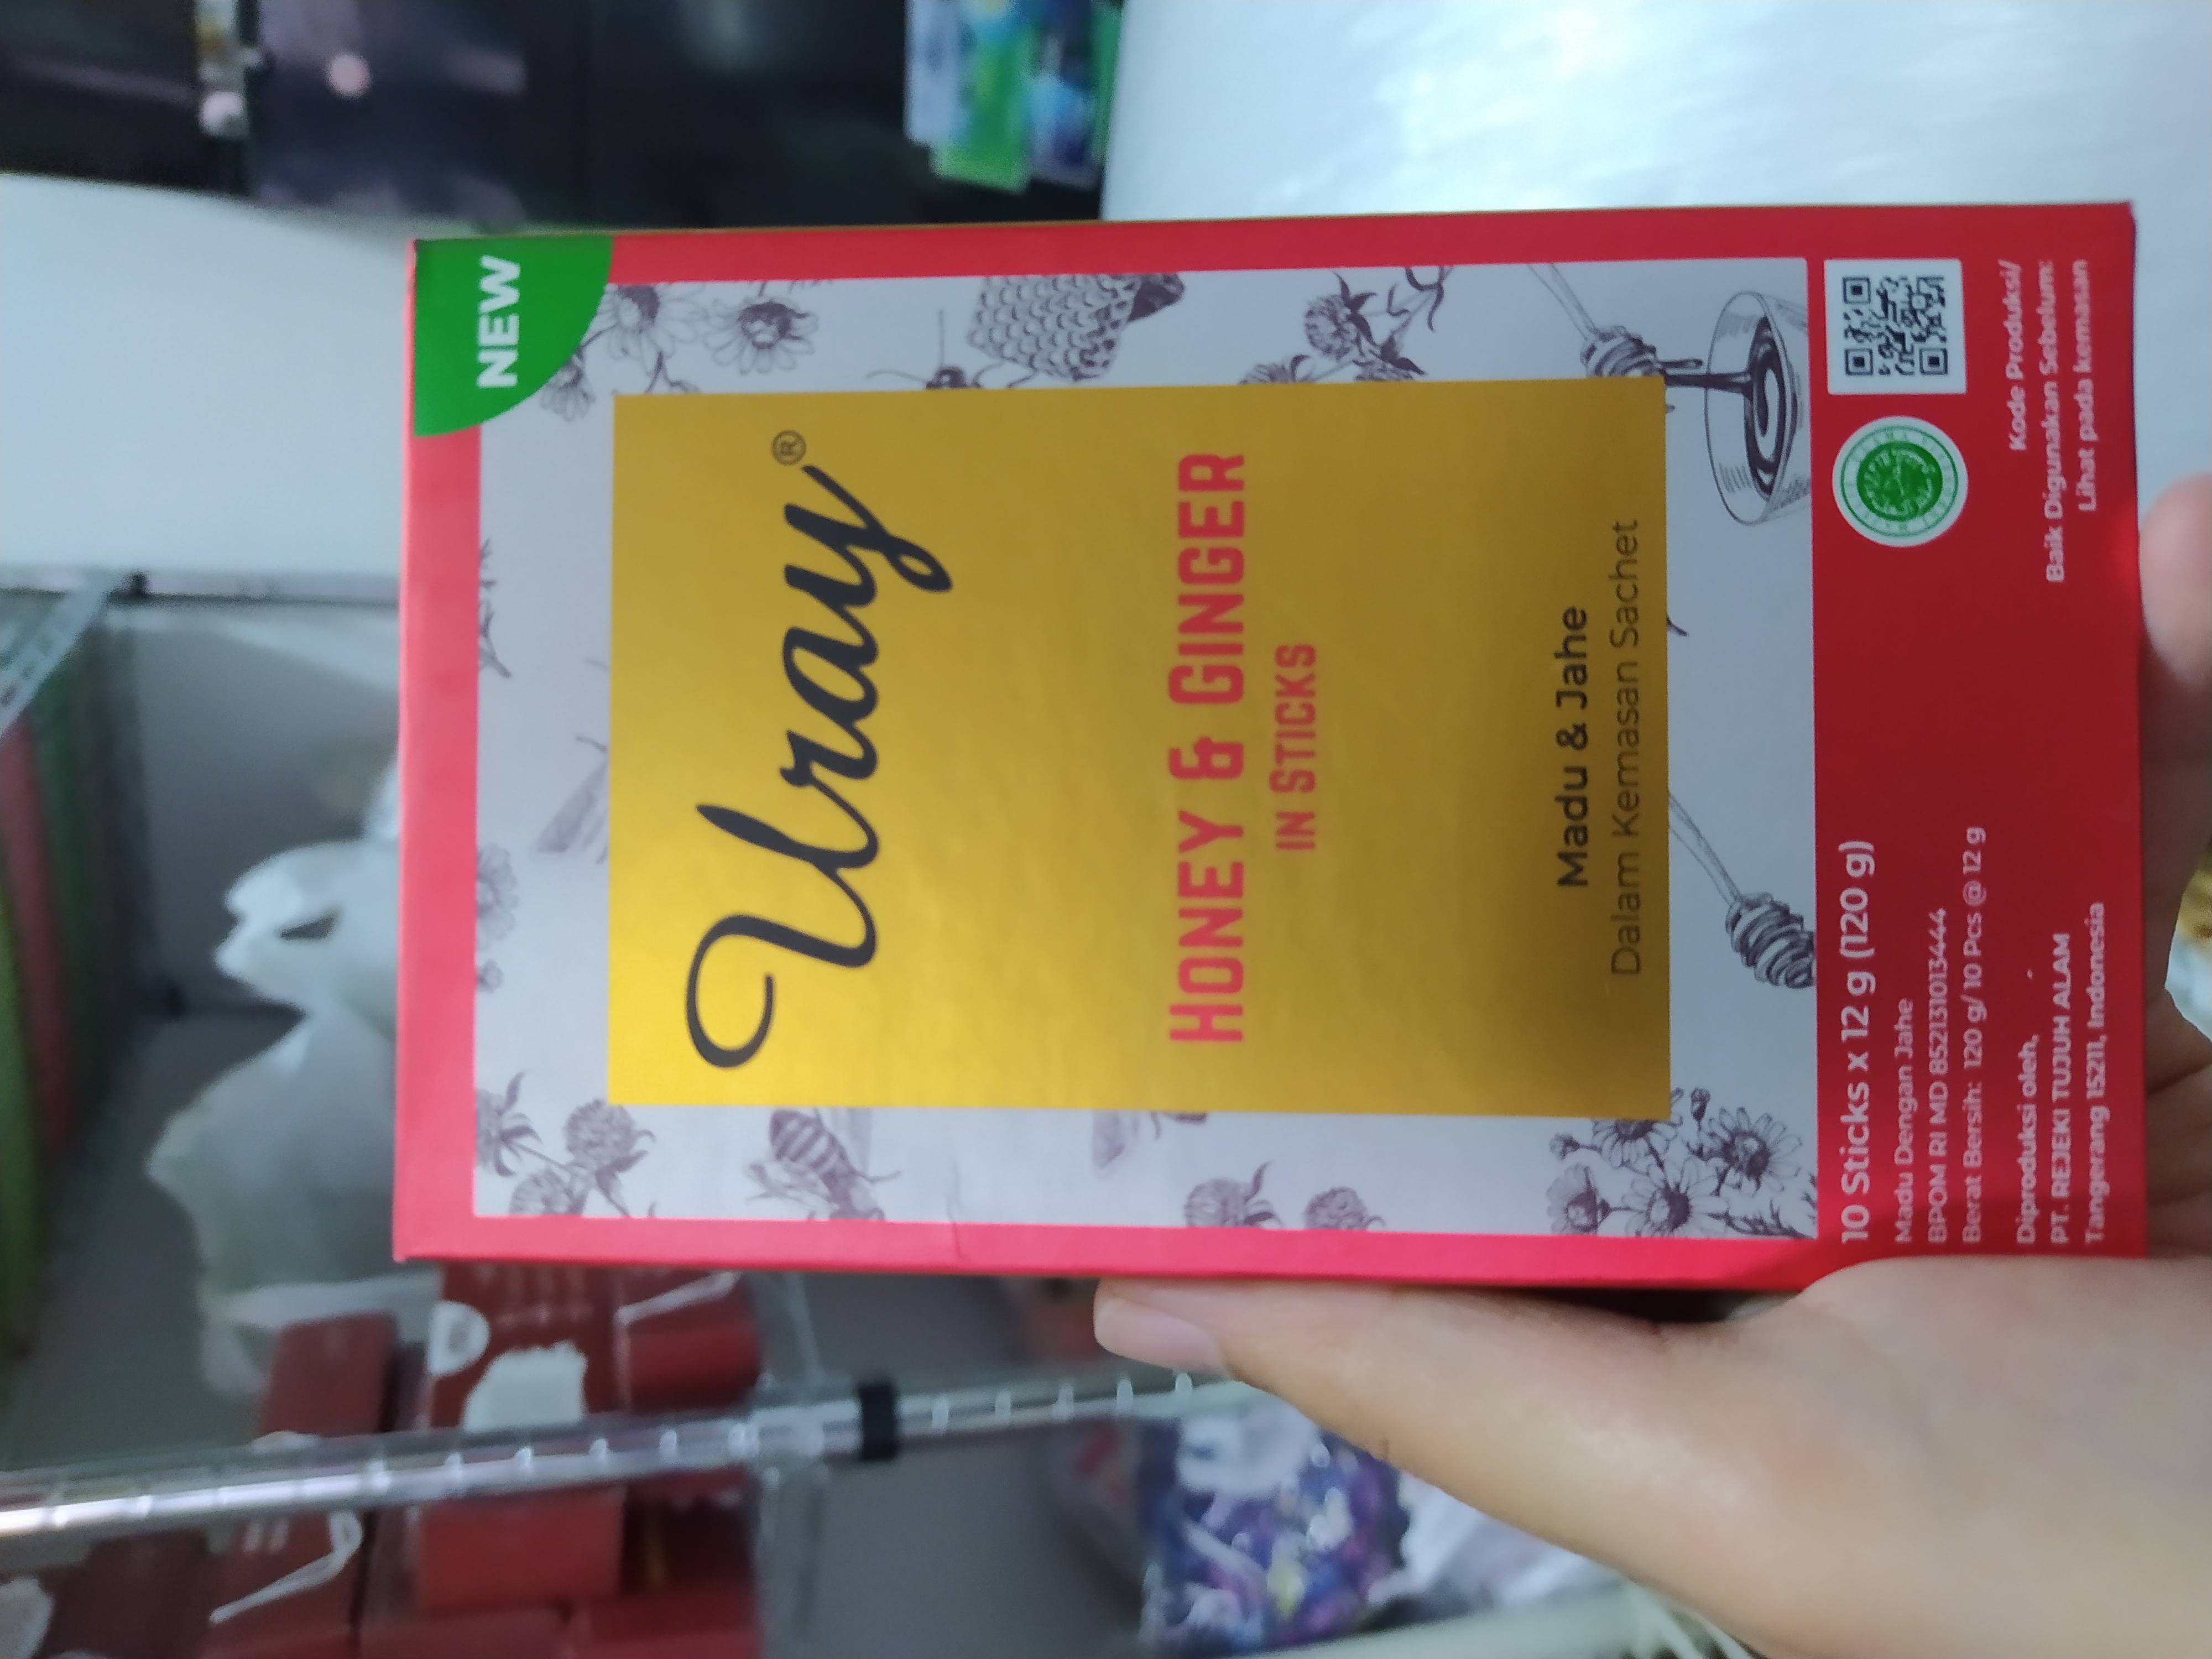 NEW
Uray®
HONEY & GINGER
IN STICKS
Madu & Jahe
Dalam Kemasan Sachet
10 Sticks x 12 g (120 g)
Madu Dengan Jahe
BPOM RI MD 852131013444
Berat Bersih: 120 g/ 10 Pcs @ 12 g
Diproduksi oleh,
PT. REJEKI TUJUH ALAM
Tangerang 15211, Indonesia
Kode Produksi/
Baik Digunakan Sebelum:
Lihat pada kemasan